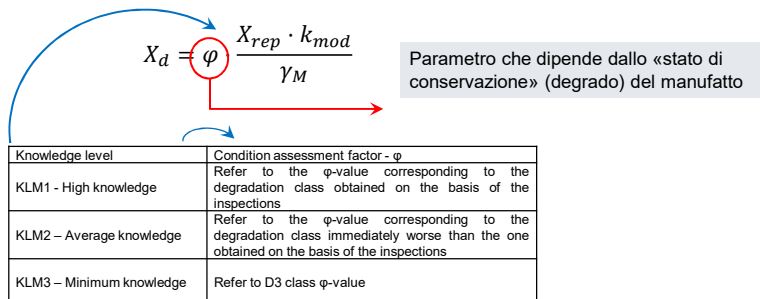 X_d = φ · X_rep · k_mod / γ_M
Parametro che dipende dallo «stato di
conservazione» (degrado) del manufatto
Knowledge level
Condition assessment factor - φ
KLM1 - High knowledge
Refer to the φ-value corresponding to the
degradation class obtained on the basis of the
inspections
KLM2 – Average knowledge
Refer to the φ-value corresponding to the
degradation class immediately worse than the one
obtained on the basis of the inspections
KLM3 – Minimum knowledge
Refer to D3 class φ-value